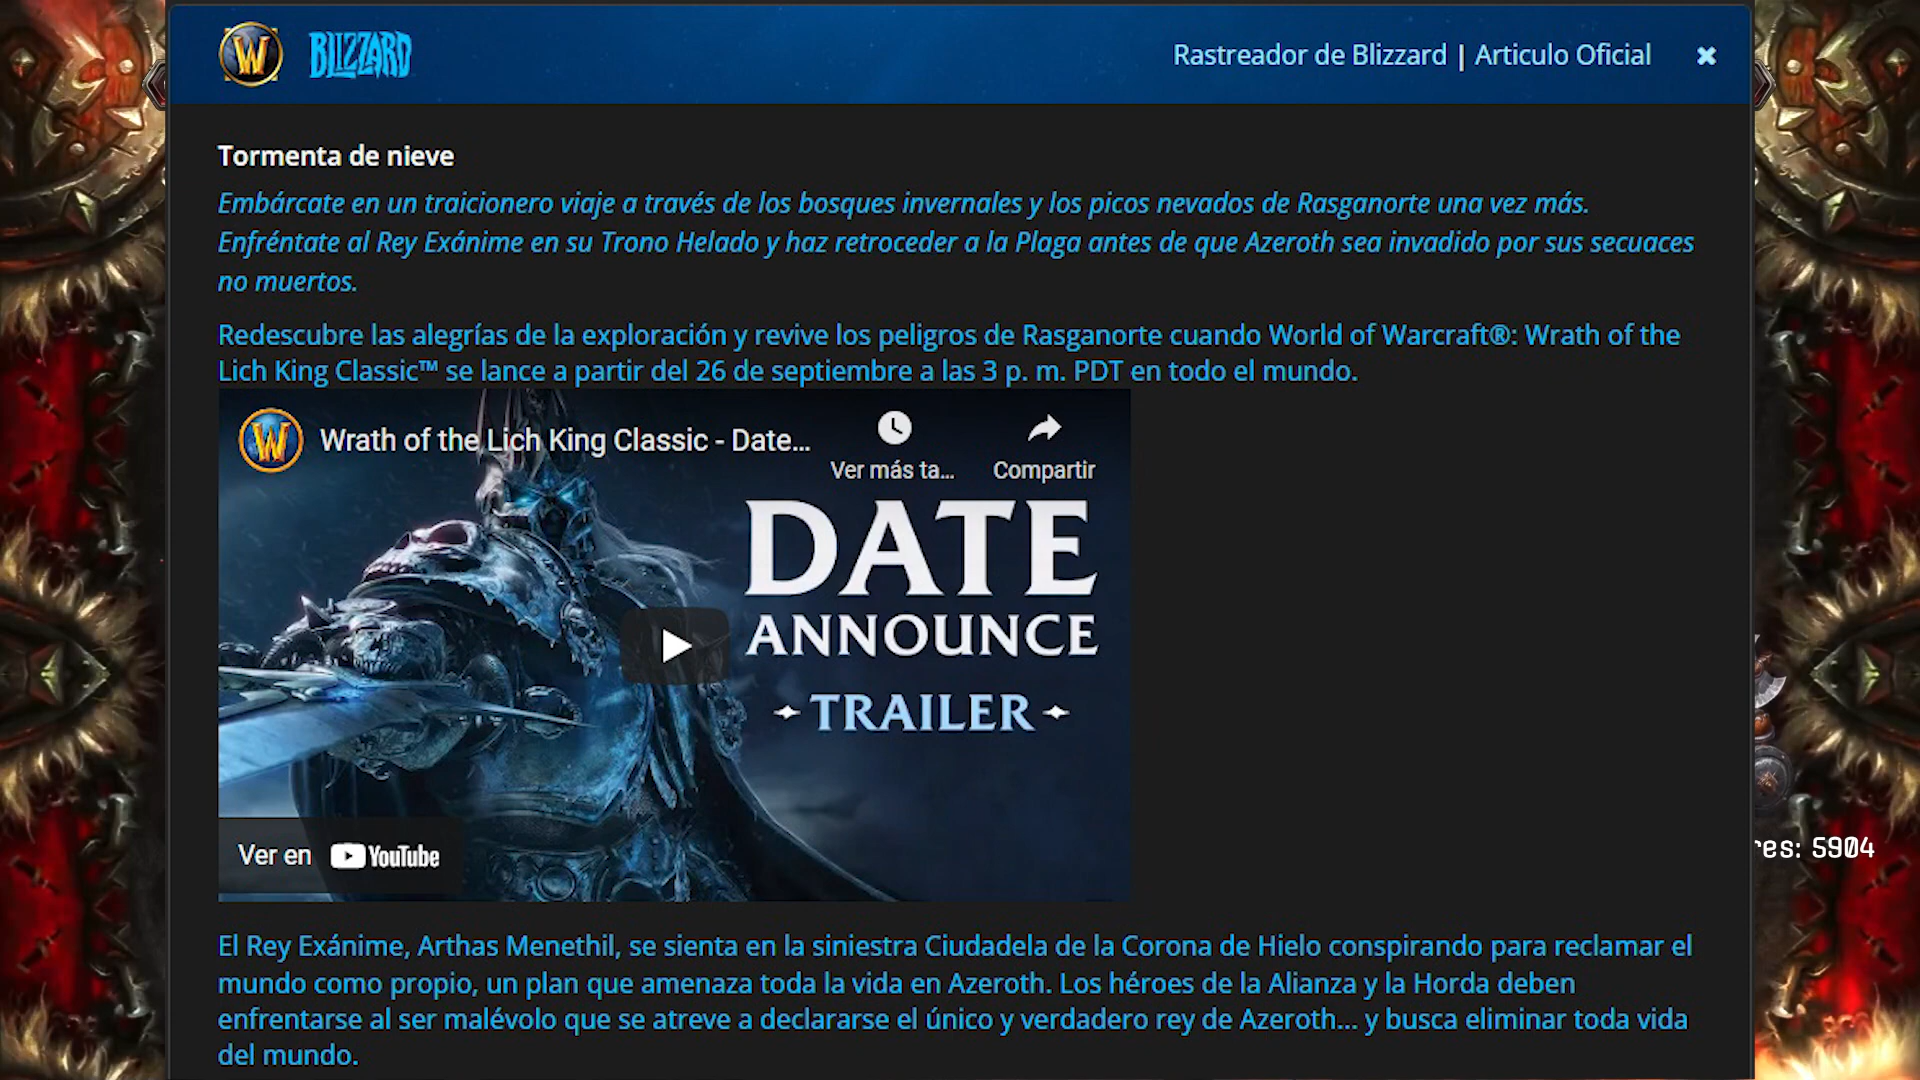 W BLIZZARD
Rastreador de Blizzard | Articulo Oficial ✖
Tormenta de nieve
Embárcate en un traicionero viaje a través de los bosques invernales y los picos nevados de Rasganorte una vez más.
Enfréntate al Rey Exánime en su Trono Helado y haz retroceder a la Plaga antes de que Azeroth sea invadido por sus secuaces
no muertos.
Redescubre las alegrías de la exploración y revive los peligros de Rasganorte cuando World of Warcraft®: Wrath of the
Lich King Classic™ se lance a partir del 26 de septiembre a las 3 p. m. PDT en todo el mundo.
W Wrath of the Lich King Classic - Date...
Ver más ta...
Compartir
DATE
ANNOUNCE
TRAILER
Ver en YouTube
res: 5904
El Rey Exánime, Arthas Menethil, se sienta en la siniestra Ciudadela de la Corona de Hielo conspirando para reclamar el
mundo como propio, un plan que amenaza toda la vida en Azeroth. Los héroes de la Alianza y la Horda deben
enfrentarse al ser malévolo que se atreve a declararse el único y verdadero rey de Azeroth... y busca eliminar toda vida
del mundo.